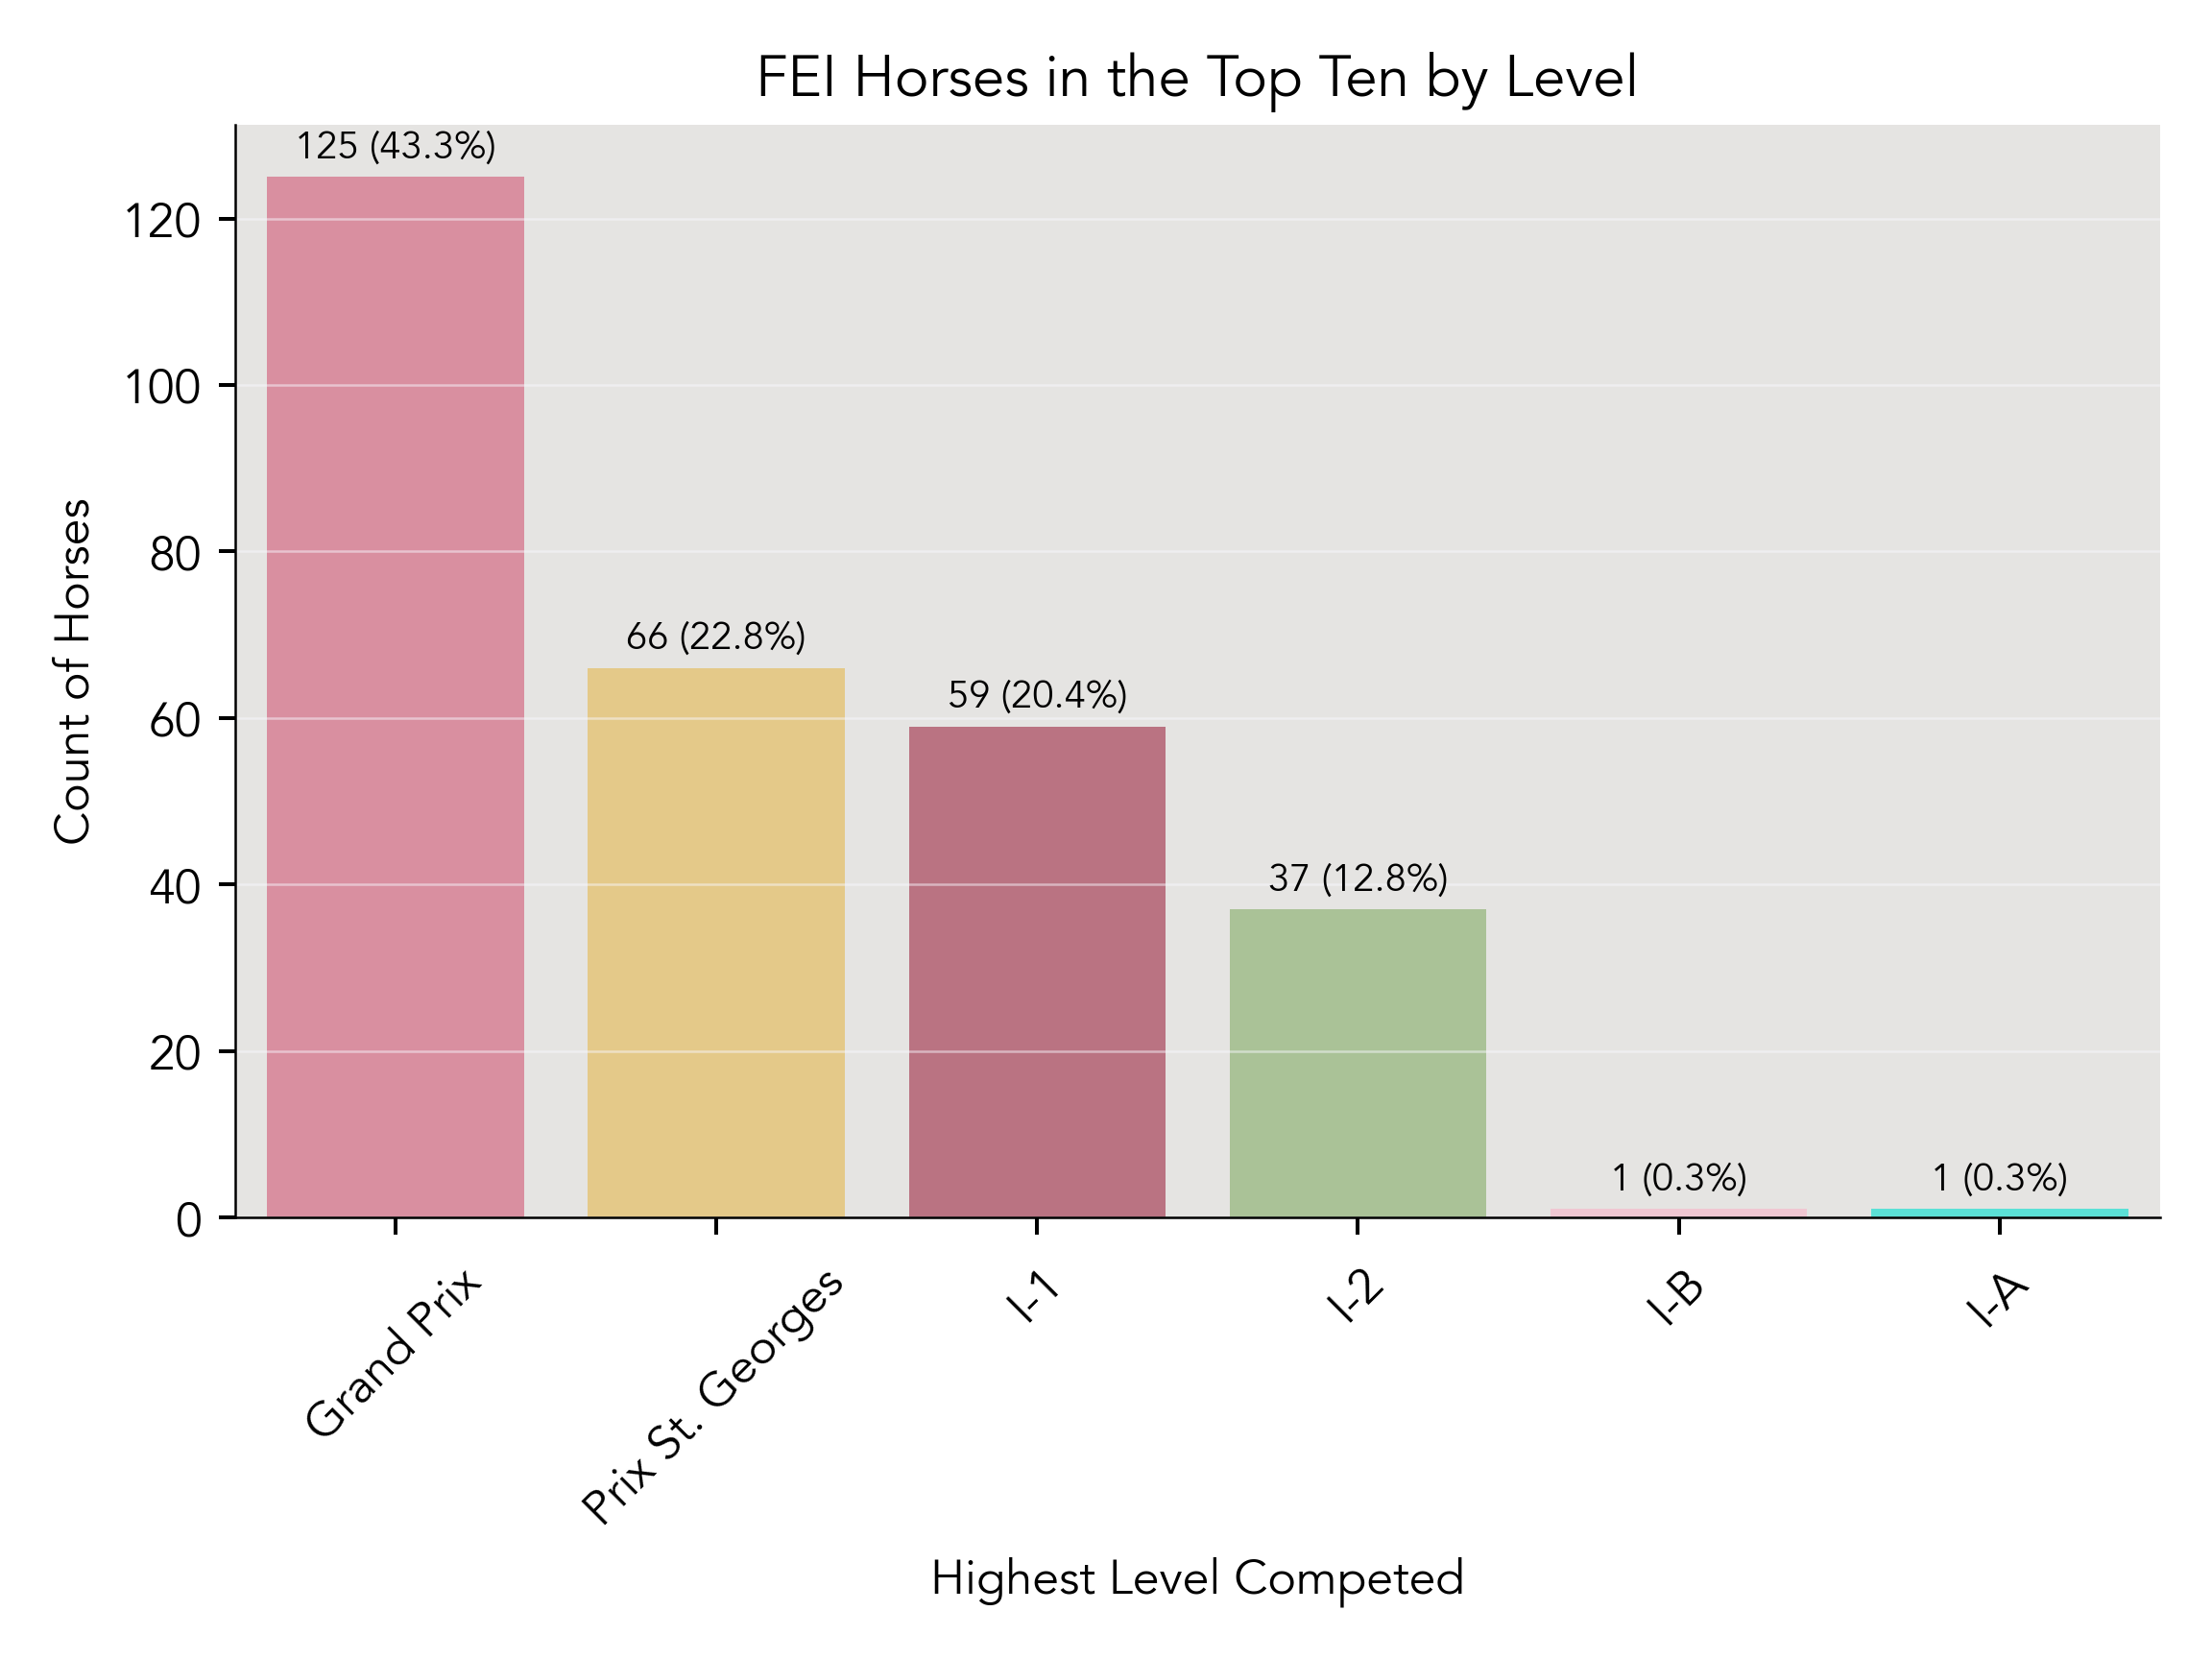 FEI Horses in the Top Ten by Level
125 (43.3%)
66 (22.8%)
59 (20.4%)
37 (12.8%)
1 (0.3%)
1 (0.3%)
120
100
80
60
40
20
0
Count of Horses
Grand Prix
Prix St. Georges
I-1
I-2
I-B
I-A
Highest Level Competed